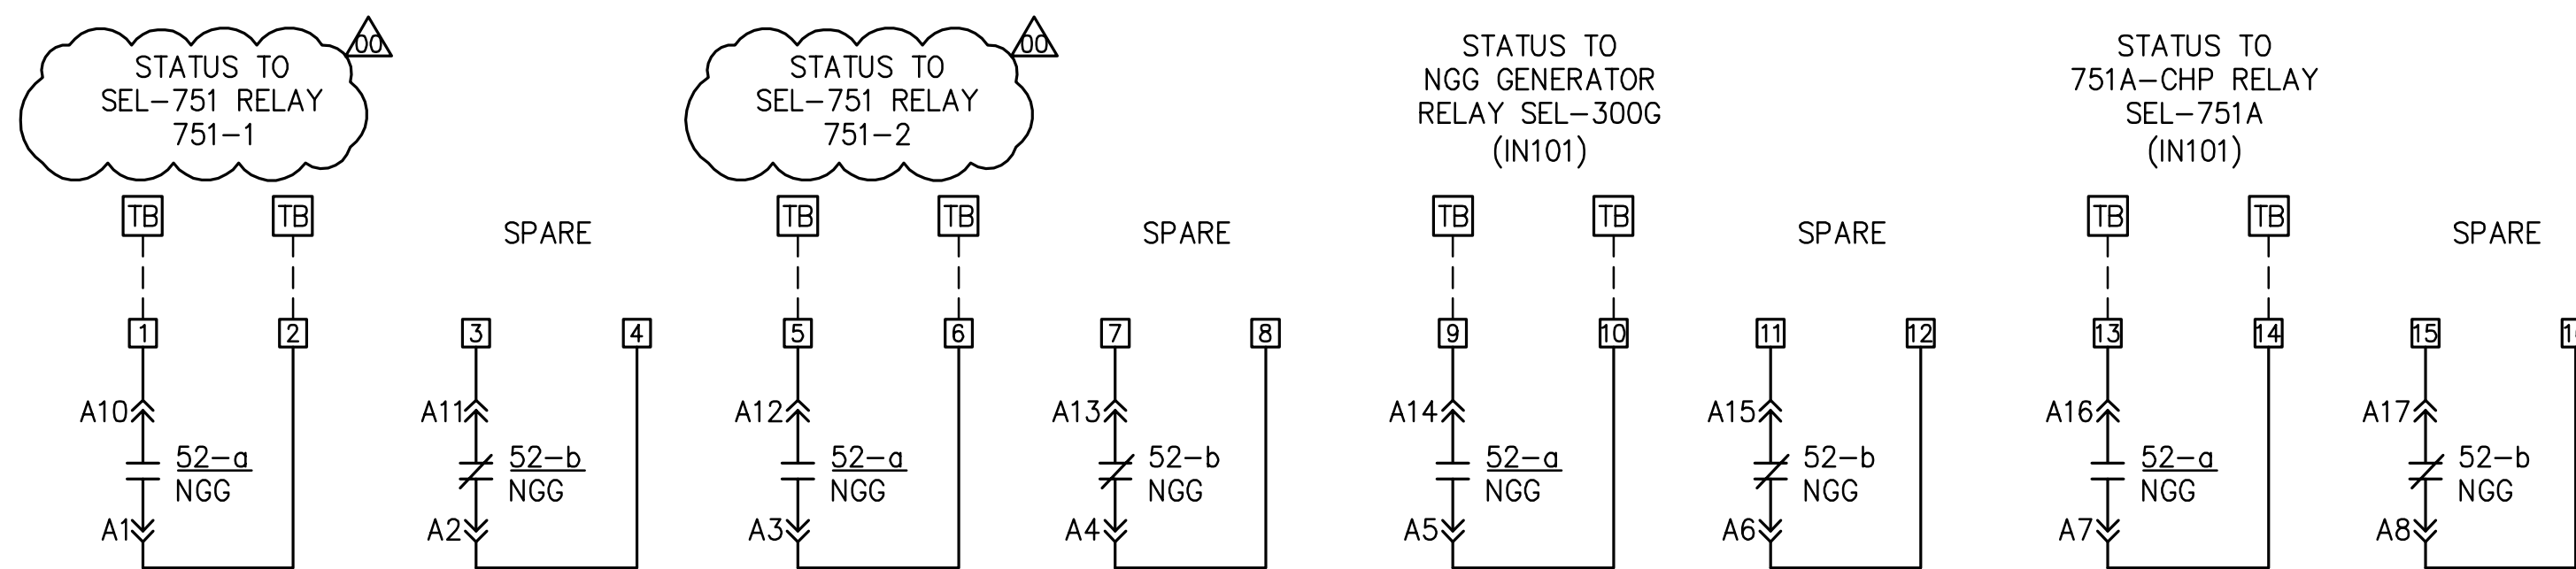 00
STATUS TO
SEL-751 RELAY
751-1
00
STATUS TO
SEL-751 RELAY
751-2
STATUS TO
NGG GENERATOR
RELAY SEL-300G
(IN101)
STATUS TO
751A-CHP RELAY
SEL-751A
(IN101)
TB TB SPARE TB TB SPARE TB TB SPARE TB TB SPARE
1 2 3 4 5 6 7 8 9 10 11 12 13 14 15
A10 A11 A12 A13 A14 A15 A16 A17
52-a 52-b 52-a 52-b 52-a 52-b 52-a 52-b
NGG NGG NGG NGG NGG NGG NGG NGG
A1 A2 A3 A4 A5 A6 A7 A8